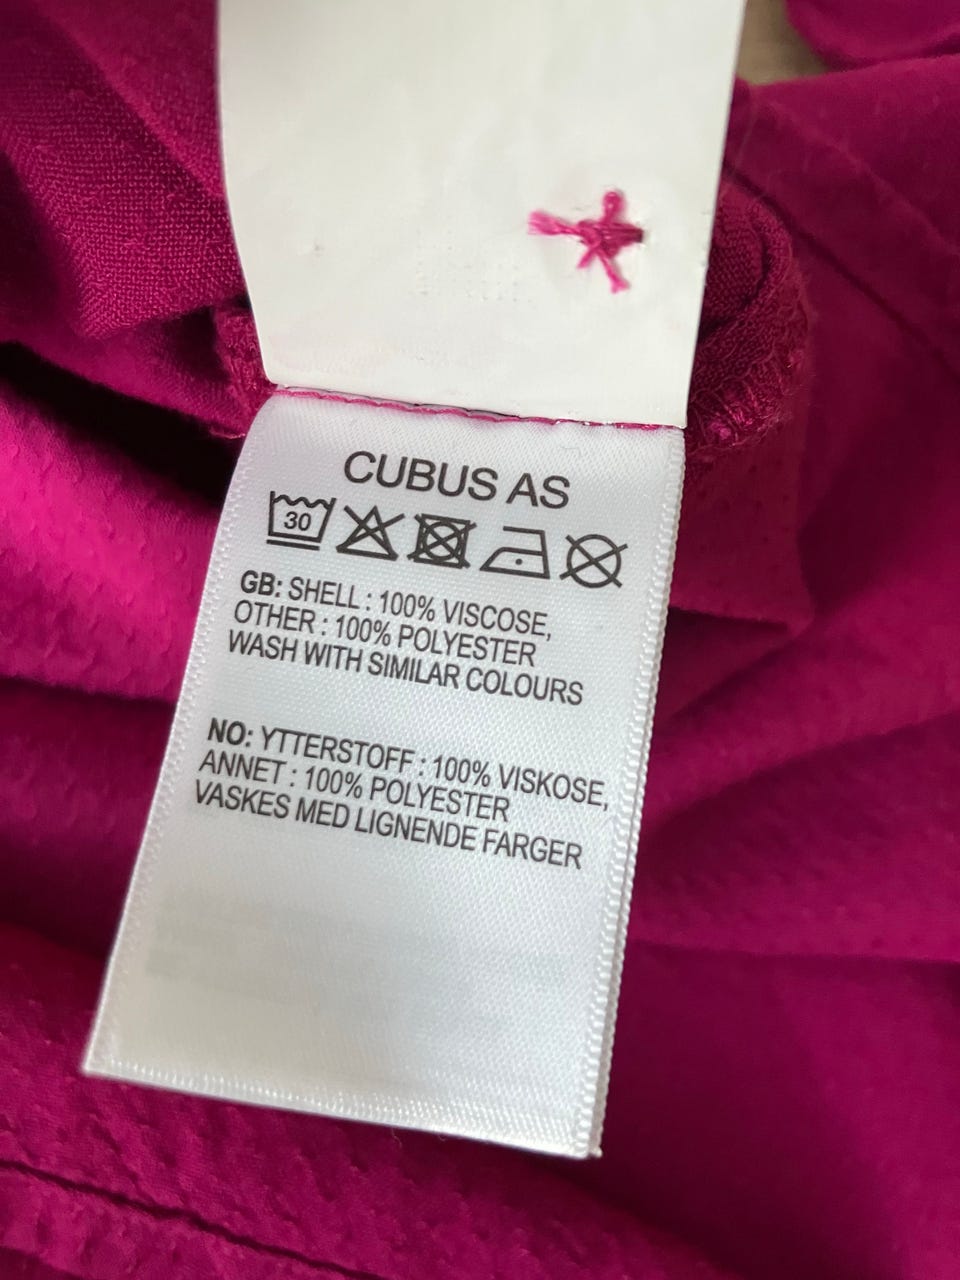 CUBUS AS
30
GB: SHELL : 100% VISCOSE,
OTHER : 100% POLYESTER
WASH WITH SIMILAR COLOURS
NO: YTTERSTOFF : 100% VISKOSE,
ANNET : 100% POLYESTER
VASKES MED LIGNENDE FARGER